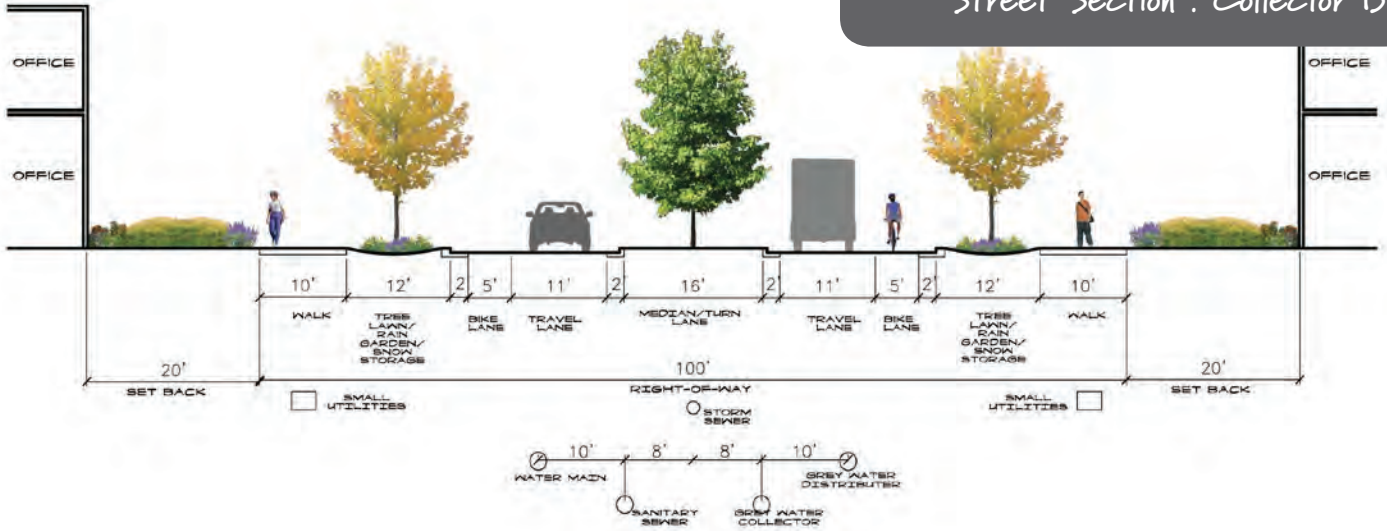 Street Section : Collector B
OFFICE
OFFICE
OFFICE
OFFICE
10'
12'
2'
5'
11'
2'
16'
2'
11'
5'
2'
12'
10'
WALK
TREE
LAWN/
RAIN
GARDEN/
SNOW
STORAGE
BIKE
LANE
TRAVEL
LANE
MEDIAN/TURN
LANE
TRAVEL
LANE
BIKE
LANE
TREE
LAWN/
RAIN
GARDEN/
SNOW
STORAGE
WALK
20'
SET BACK
100'
RIGHT-OF-WAY
20'
SET BACK
SMALL
UTILITIES
STORM
SEWER
SMALL
UTILITIES
10'
8'
8'
10'
WATER MAIN
GREY WATER
DISTRIBUTER
SANITARY
SEWER
GREY WATER
COLLECTOR